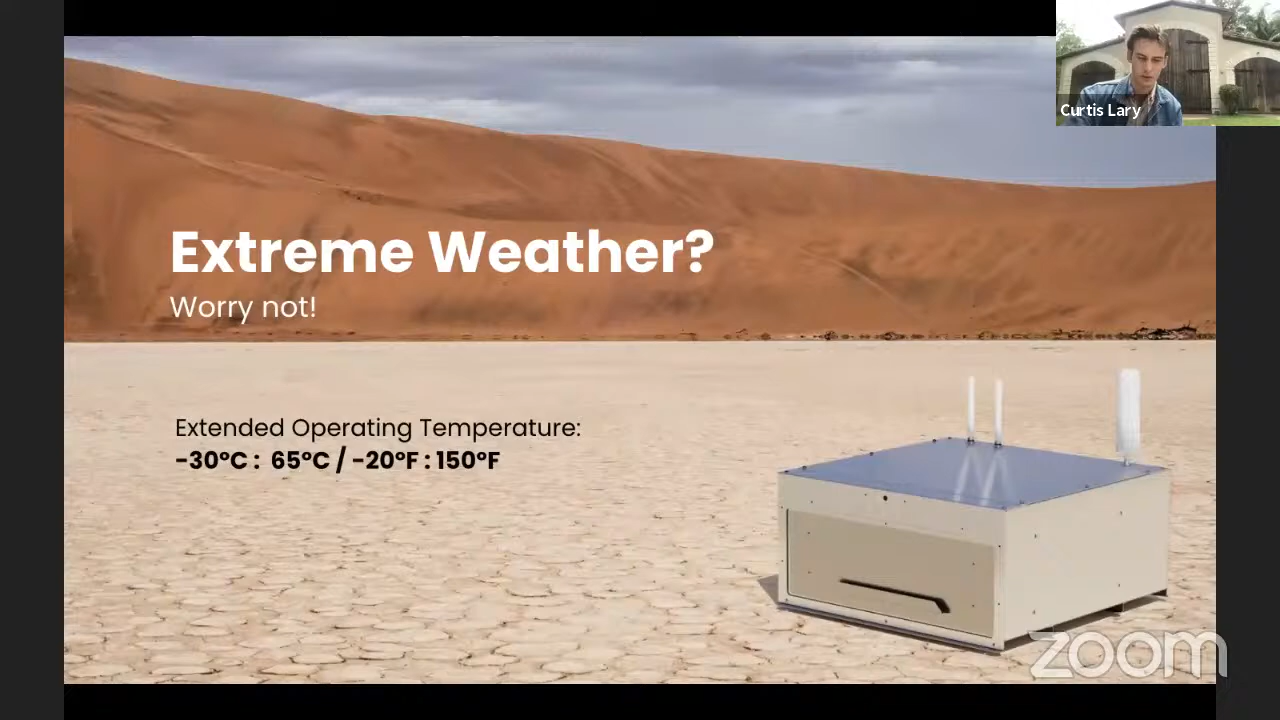 Curtis Lary
Extreme Weather?
Worry not!
Extended Operating Temperature:
-30°C : 65°C / -20°F : 150°F
zoom